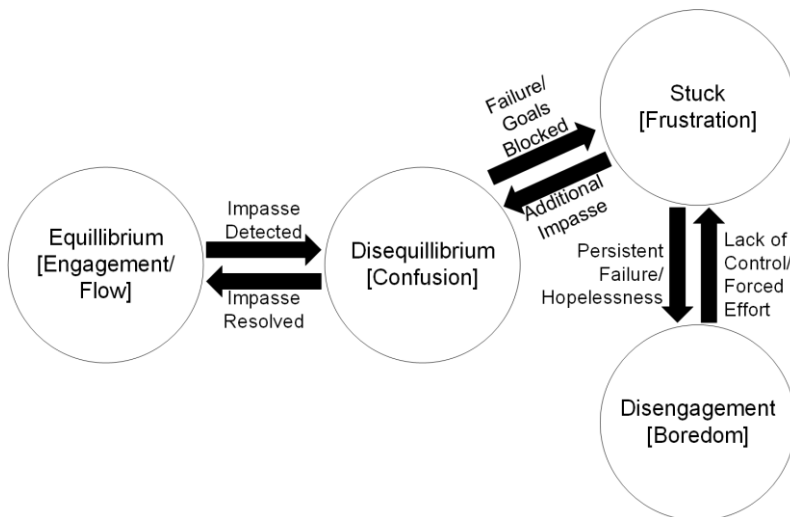 Equillibrium
[Engagement/
Flow]
Impasse
Detected
Impasse
Resolved
Disequillibrium
[Confusion]
Failure/
Goals
Blocked
Additional
Impasse
Stuck
[Frustration]
Persistent
Failure/
Hopelessness
Lack of
Control/
Forced
Effort
Disengagement
[Boredom]